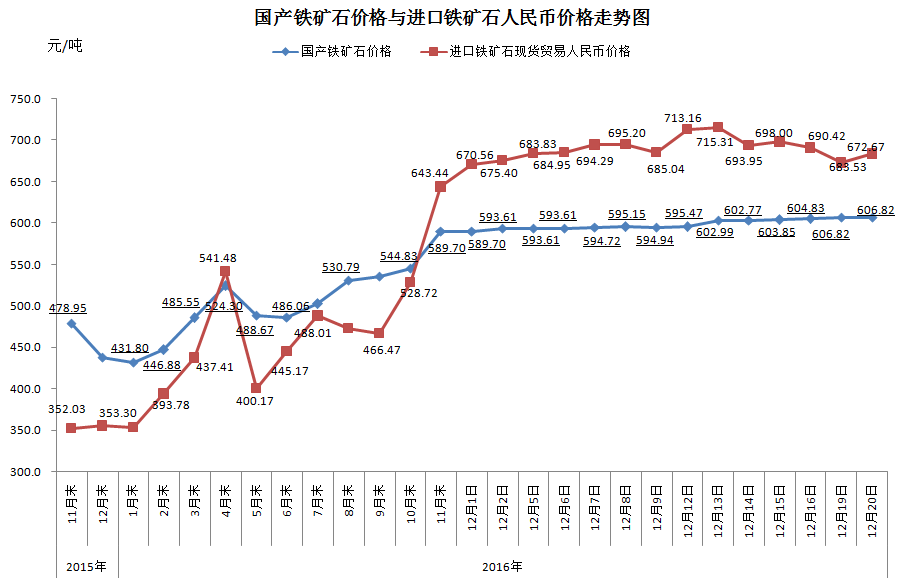 国产铁矿石价格与进口铁矿石人民币价格走势图
元/吨
国产铁矿石价格
进口铁矿石现货贸易人民币价格
750.0
700.0
650.0
600.0
550.0
500.0
450.0
400.0
350.0
300.0
478.95
431.80
446.88
485.55
524.30
488.67
486.06
530.79
544.83
589.70
589.70
593.61
593.61
593.61
594.72
595.15
594.94
595.47
602.99
602.77
603.85
604.83
606.82
606.82
352.03
353.30
393.78
437.41
541.48
400.17
445.17
488.01
466.47
528.72
643.44
670.56
675.40
683.83
684.95
694.29
695.20
685.04
713.16
715.31
693.95
698.00
690.42
672.67
683.53
11月末
12月末
1月末
2月末
3月末
4月末
5月末
6月末
7月末
8月末
9月末
10月末
11月末
12月1日
12月2日
12月5日
12月6日
12月7日
12月8日
12月9日
12月12日
12月13日
12月14日
12月15日
12月16日
12月19日
12月20日
2015年
2016年